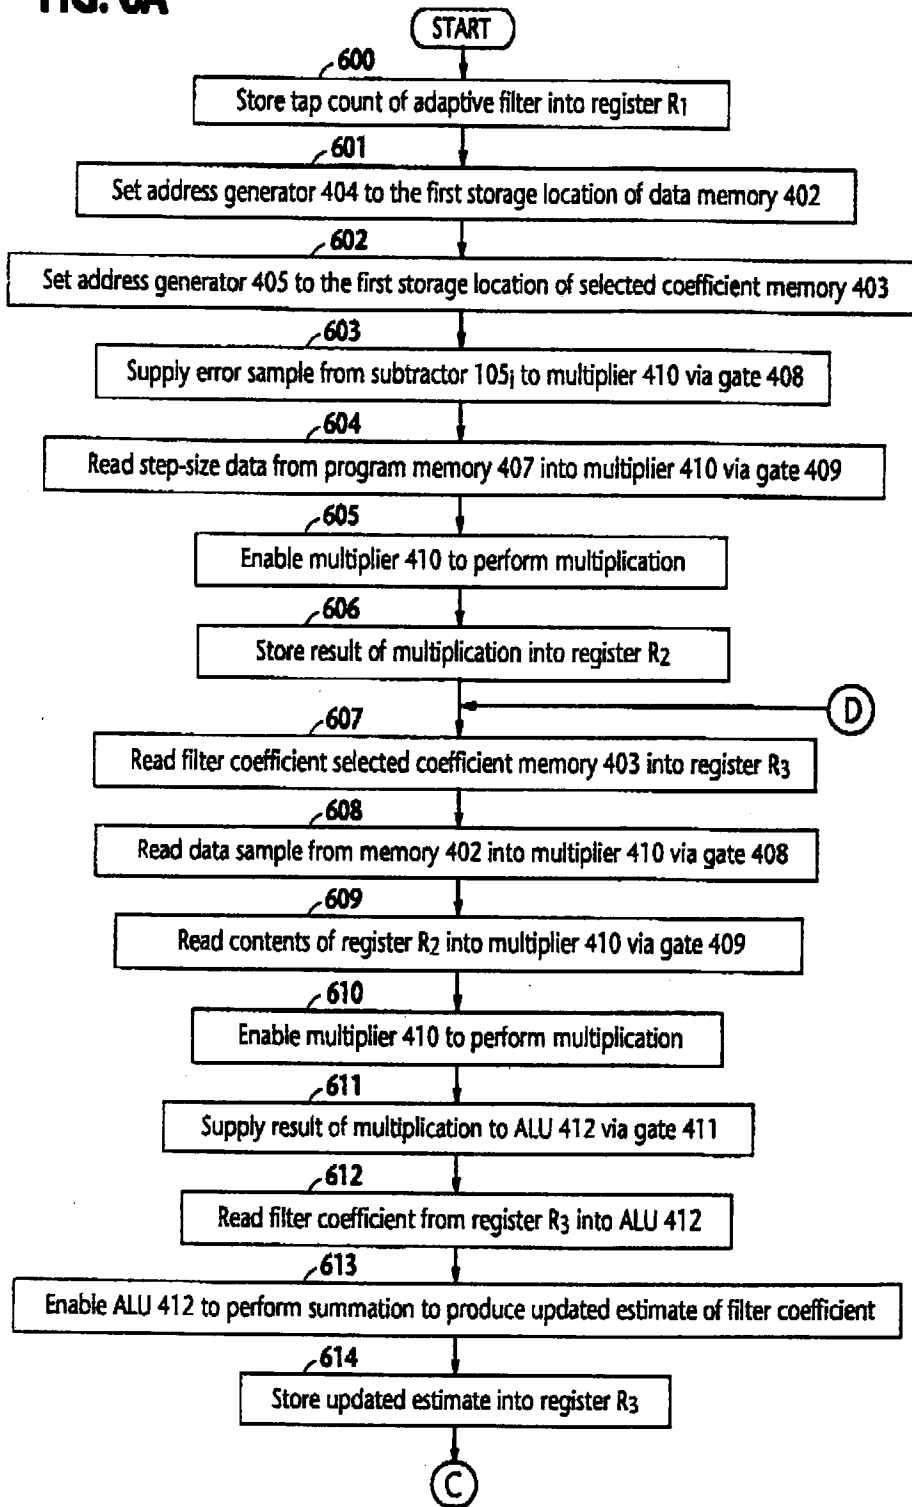 FIG. 6A
START
600
Store tap count of adaptive filter into register R1
601
Set address generator 404 to the first storage location of data memory 402
602
Set address generator 405 to the first storage location of selected coefficient memory 403
603
Supply error sample from subtractor 105j to multiplier 410 via gate 408
604
Read step-size data from program memory 407 into multiplier 410 via gate 409
605
Enable multiplier 410 to perform multiplication
606
Store result of multiplication into register R2
D
607
Read filter coefficient selected coefficient memory 403 into register R3
608
Read data sample from memory 402 into multiplier 410 via gate 408
609
Read contents of register R2 into multiplier 410 via gate 409
610
Enable multiplier 410 to perform multiplication
611
Supply result of multiplication to ALU 412 via gate 411
612
Read filter coefficient from register R3 into ALU 412
613
Enable ALU 412 to perform summation to produce updated estimate of filter coefficient
614
Store updated estimate into register R3
C